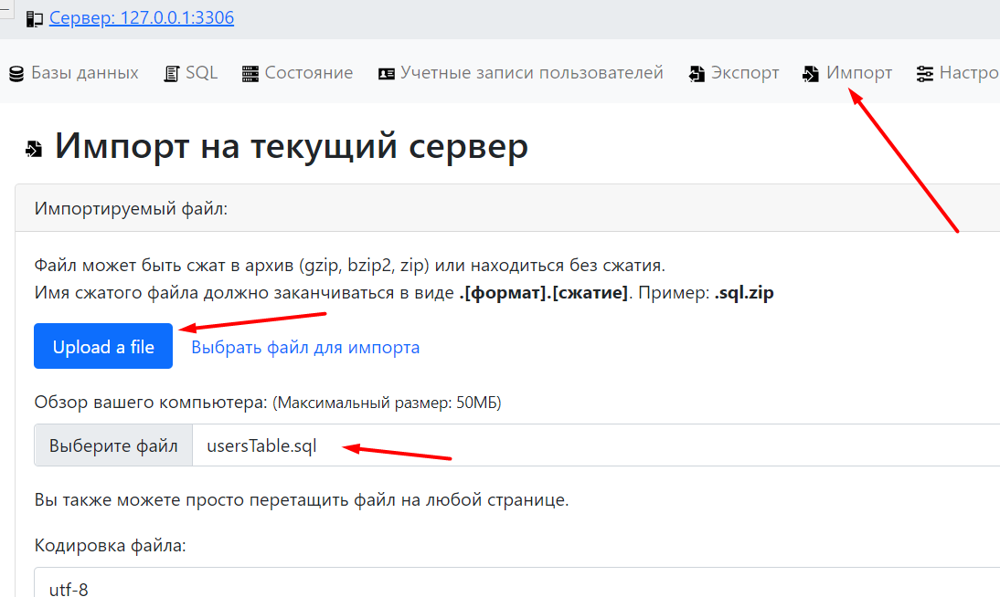 Сервер: 127.0.0.1:3306
Базы данных SQL Состояние Учетные записи пользователей Экспорт Импорт Настро
Импорт на текущий сервер
Импортируемый файл:
Файл может быть сжат в архив (gzip, bzip2, zip) или находиться без сжатия.
Имя сжатого файла должно заканчиваться в виде .[формат].[сжатие]. Пример: .sql.zip
Upload a file Выбрать файл для импорта
Обзор вашего компьютера: (Максимальный размер: 50МБ)
Выберите файл usersTable.sql
Вы также можете просто перетащить файл на любой странице.
Кодировка файла:
utf-8